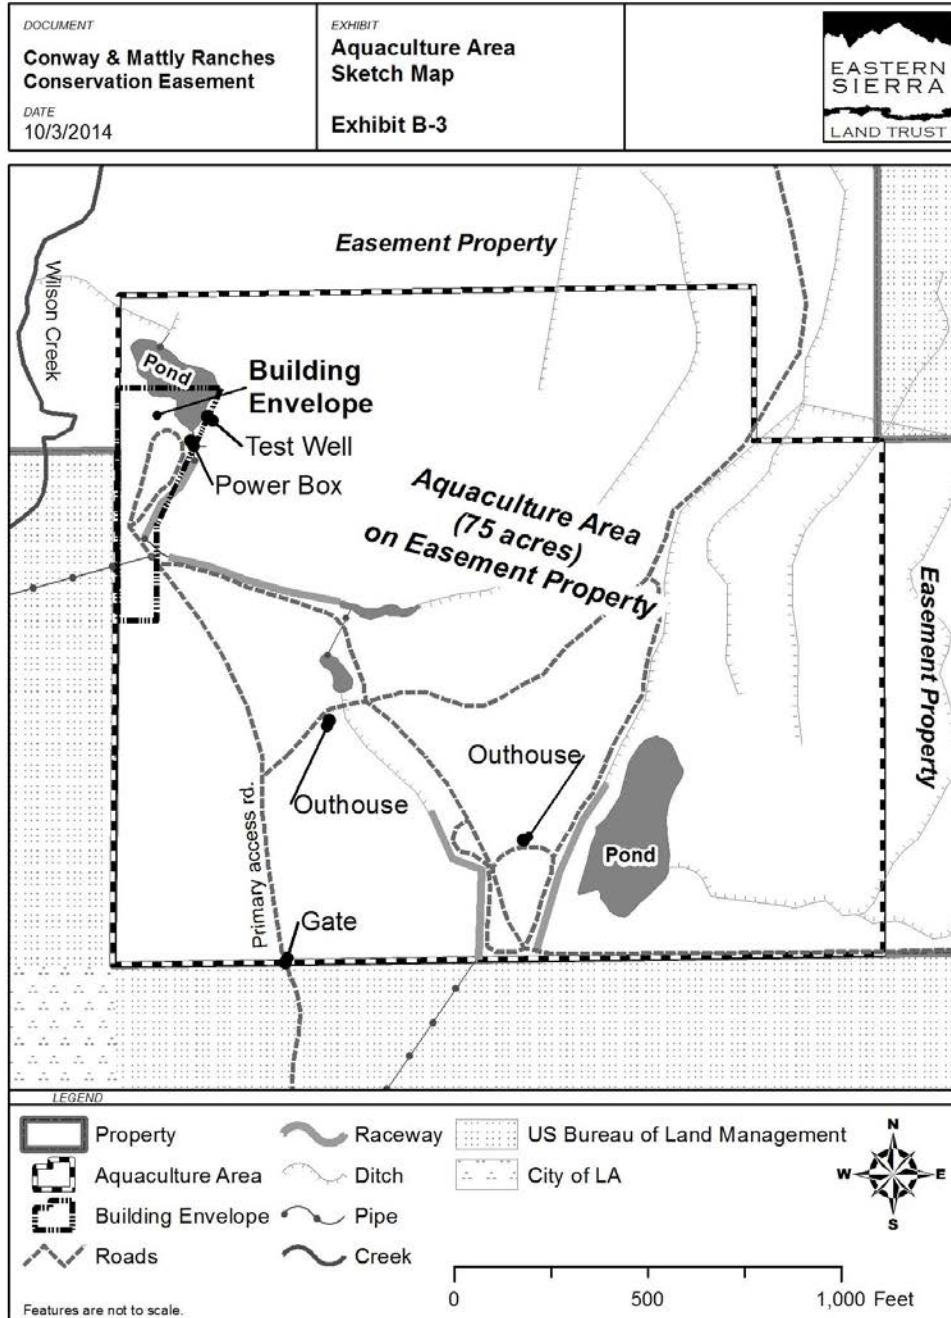 DOCUMENT
Conway & Mattly Ranches
Conservation Easement
DATE
10/3/2014
EXHIBIT
Aquaculture Area
Sketch Map
Exhibit B-3
EASTERN
SIERRA
LAND TRUST
Easement Property
Wilson Creek
Pond
Building
Envelope
Test Well
Power Box
Aquaculture Area
(75 acres)
on Easement Property
Easement Property
Outhouse
Outhouse
Primary access rd.
Pond
Gate
LEGEND
Property
Aquaculture Area
Building Envelope
Roads
Raceway
Ditch
Pipe
Creek
US Bureau of Land Management
City of LA
N
W
E
S
0
500
1,000 Feet
Features are not to scale.